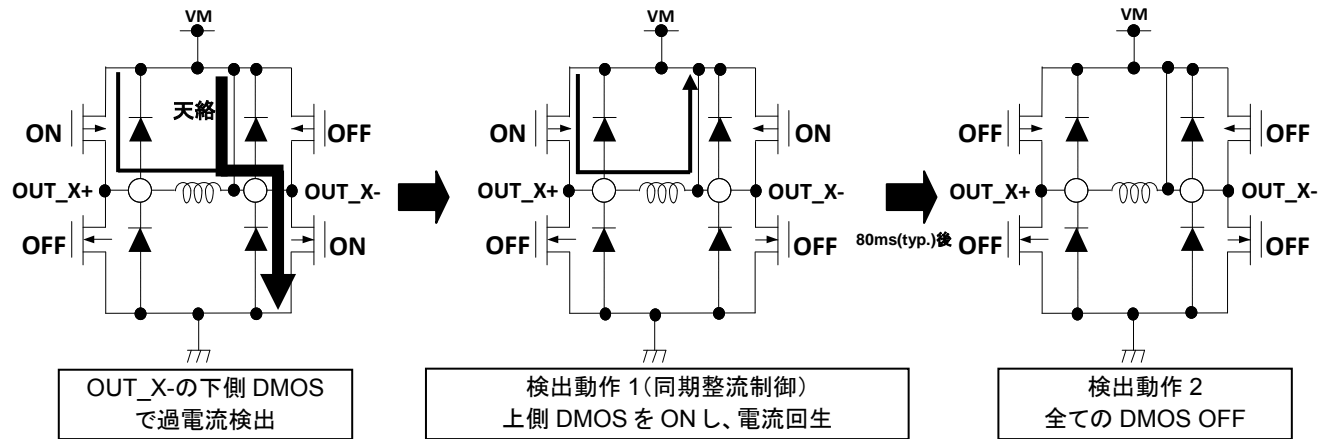 VM
天絡
ON
OFF
OUT_X+
OUT_X-
OFF
ON
OUT_X-の下側 DMOS
で過電流検出
VM
ON
ON
OUT_X+
OUT_X-
OFF
OFF
検出動作 1(同期整流制御)
上側 DMOS を ON し、電流回生
80ms(typ.)後
VM
OFF
OFF
OUT_X+
OUT_X-
OFF
OFF
検出動作 2
全ての DMOS OFF